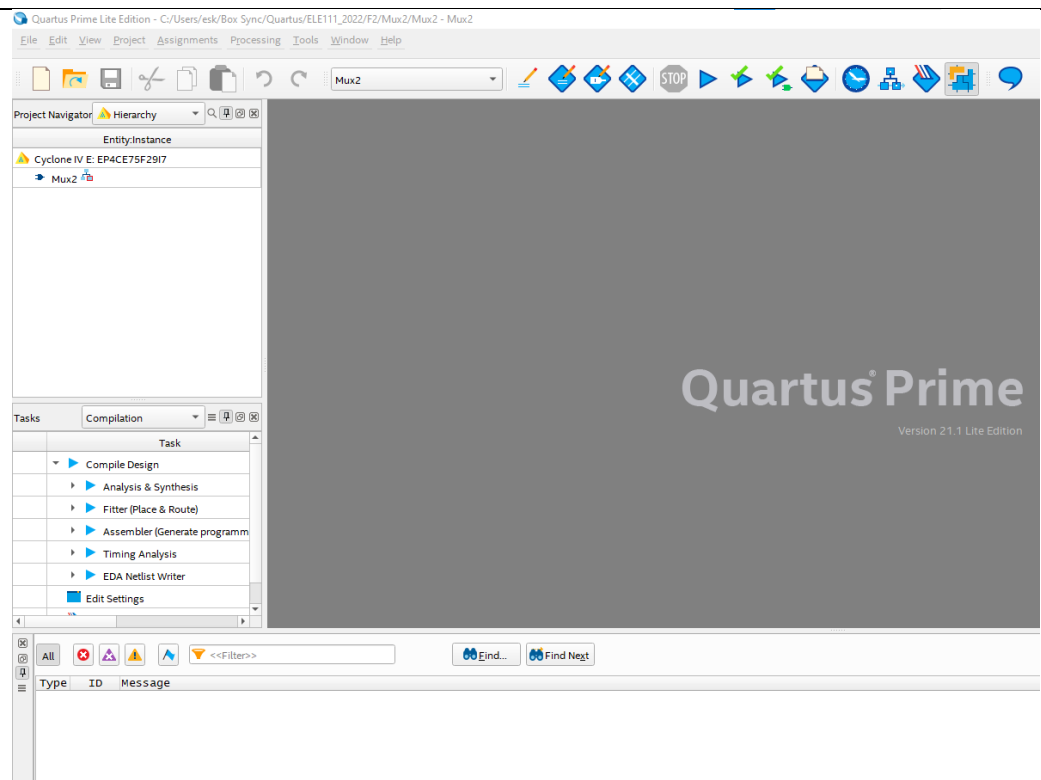 Quartus Prime Lite Edition - C:/Users/esk/Box Sync/Quartus/ELE111_2022/F2/Mux2/Mux2 - Mux2
File Edit View Project Assignments Processing Tools Window Help
Mux2
STOP
Project Navigator Hierarchy
Entity:Instance
Cyclone IV E: EP4CE75F29I7
Mux2
Quartus® Prime
Version 21.1 Lite Edition
Tasks Compilation
Task
Compile Design
Analysis & Synthesis
Fitter (Place & Route)
Assembler (Generate programm
Timing Analysis
EDA Netlist Writer
Edit Settings
All <<Filter>> Find... Find Next
Type ID Message